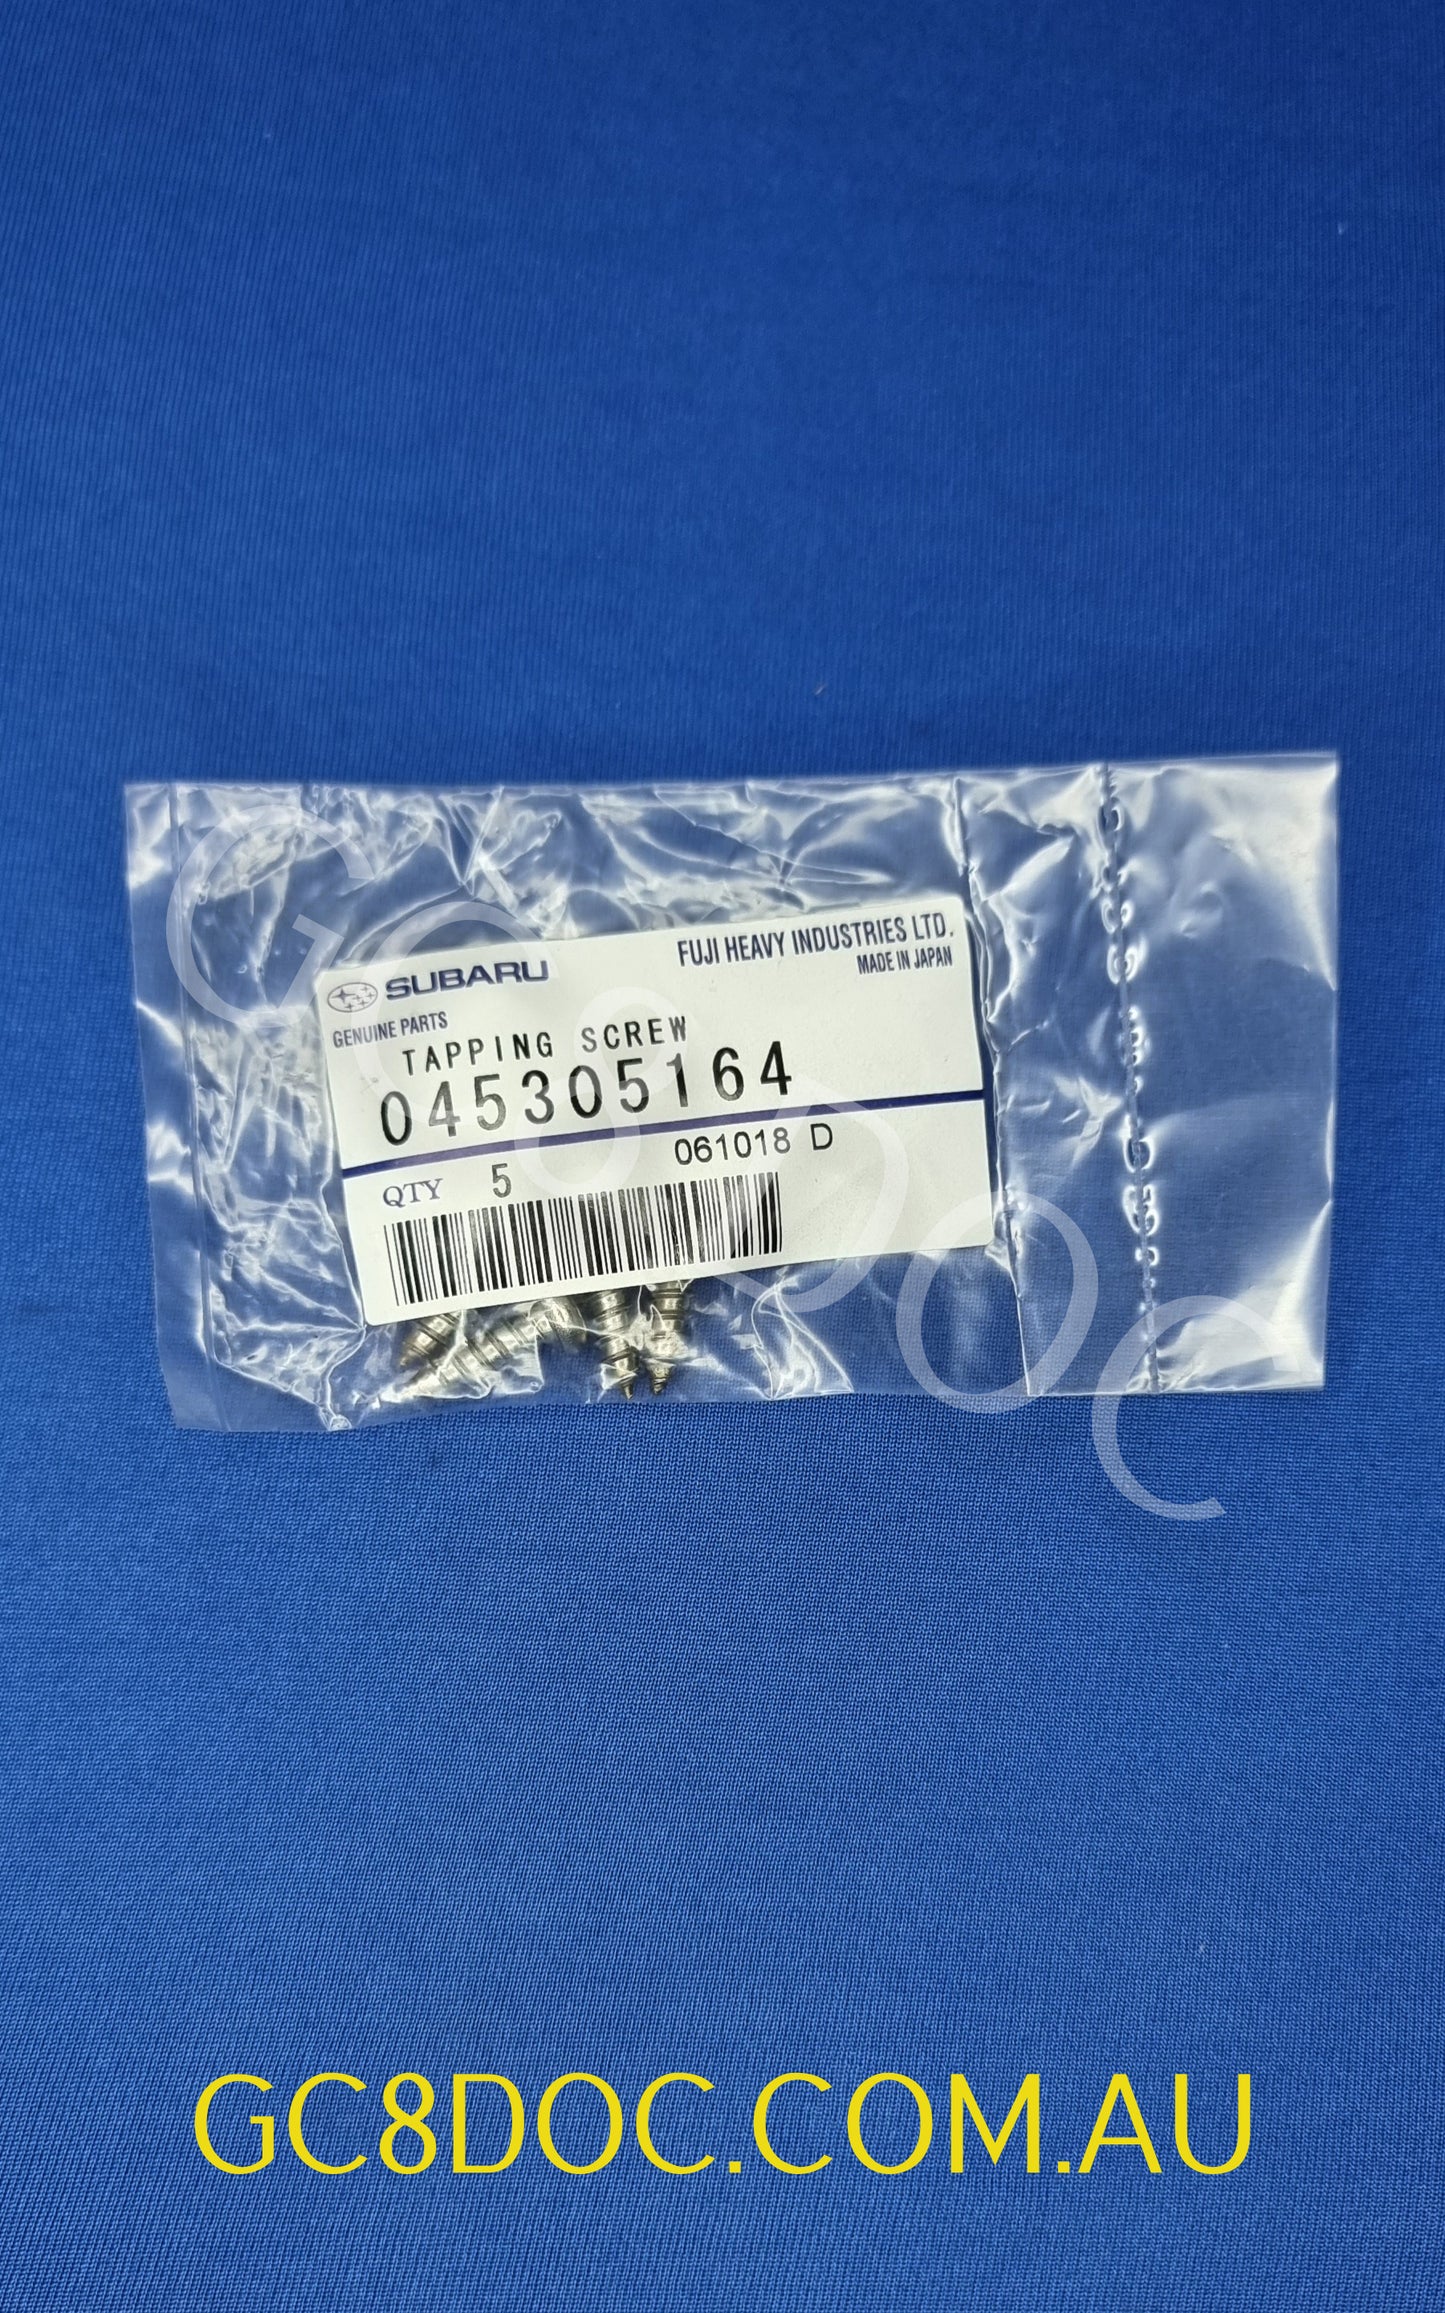 SUBARU
FUJI HEAVY INDUSTRIES LTD.
MADE IN JAPAN
GENUINE PARTS
TAPPING SCREW
045305164
061018 D
QTY 5
GC8DOC
GC8DOC.COM.AU